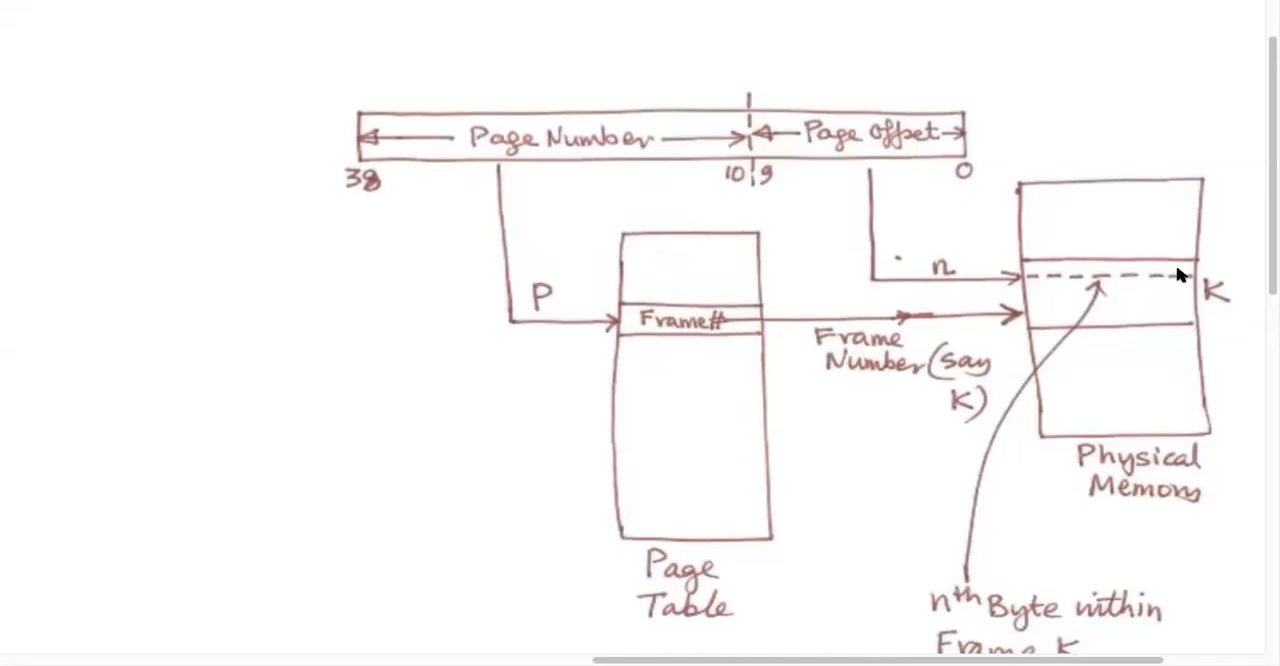 Page Number Page Offset
38 10 9 0
P
n
K
Frame#
Frame
Number (say
K)
Physical
Memory
Page
Table
nth Byte within
Frame K